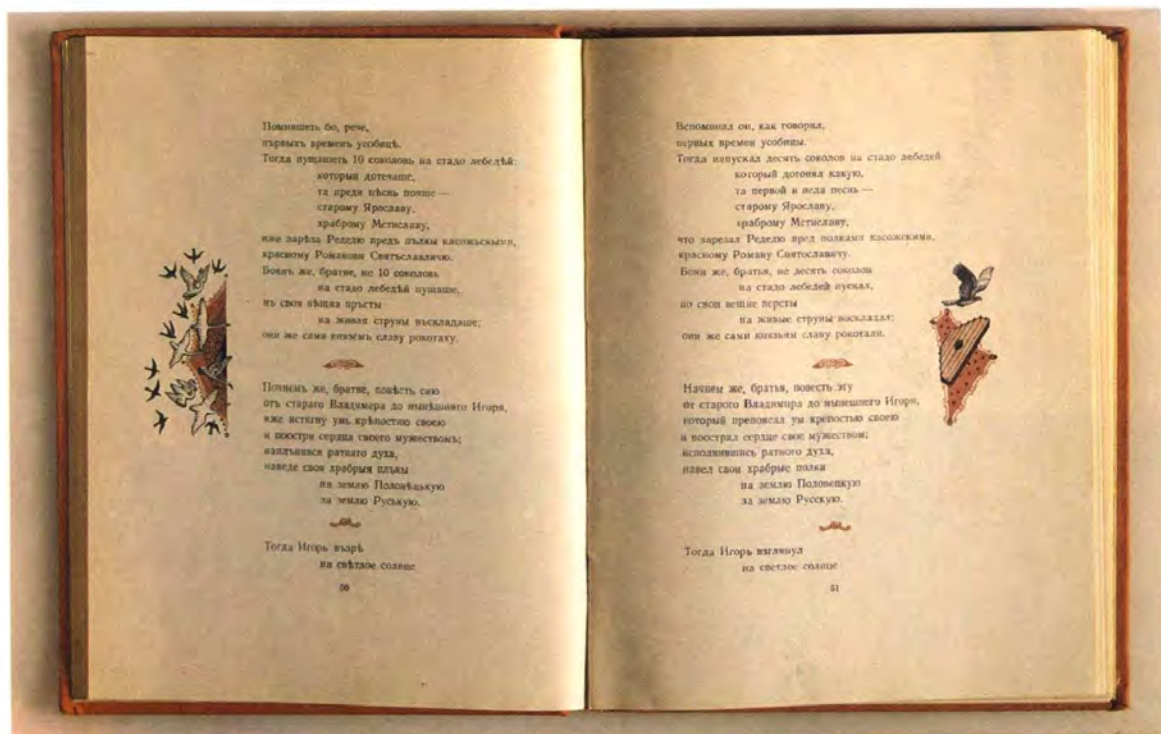 Помняшеть бо, рече,
първыхъ временъ усобицѣ.
Тогда пущашеть 10 соколовь на стадо лебедѣй:
который дотечаше,
та преди пѣснь пояше —
старому Ярославу,
храброму Мстиславу,
иже зарѣза Редедю предъ пълкы касожьскыми,
красному Романови Святъславличю.
Боянъ же, братие, не 10 соколовь
на стадо лебедѣй пущаше,
нъ своя вѣщиа пръсты
на живая струны въскладаше;
они же сами княземъ славу рокотаху.
Почнемъ же, братие, повѣсть сию
отъ стараго Владимера до нынѣшняго Игоря,
иже истягну умь крѣпостию своею
и поостри сердца своего мужествомъ;
наплънився ратнаго духа,
наведе своя храбрыя плъкы
на землю Половѣцькую
за землю Руськую.
Тогда Игорь възрѣ
на свѣтлое солнце
50
Вспоминал он, как говорил,
первых времен усобицы.
Тогда напускал десять соколов на стадо лебедей
который догонял какую,
та первой и пела песнь —
старому Ярославу,
храброму Мстиславу,
что зарезал Редедю пред полками касожскими,
красному Роману Святославичу.
Боян же, братья, не десять соколов
на стадо лебедей пускал,
но свои вещие персты
на живые струны воскладал;
они же сами князьям славу рокотали.
Начнем же, братья, повесть эту
от старого Владимира до нынешнего Игоря,
который препоясал ум крепостью своею
и поострил сердце свое мужеством;
исполнившись ратного духа,
навел свои храбрые полки
на землю Половецкую
за землю Русскую.
Тогда Игорь взглянул
на светлое солнце
51